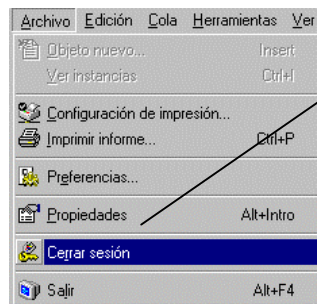 Archivo Edición Cola Herramientas Ver
Objeto nuevo... Insert
Ver instancias Ctrl+I
Configuración de impresión...
Imprimir informe... Ctrl+P
Preferencias...
Propiedades Alt+Intro
Cerrar sesión
Salir Alt+F4